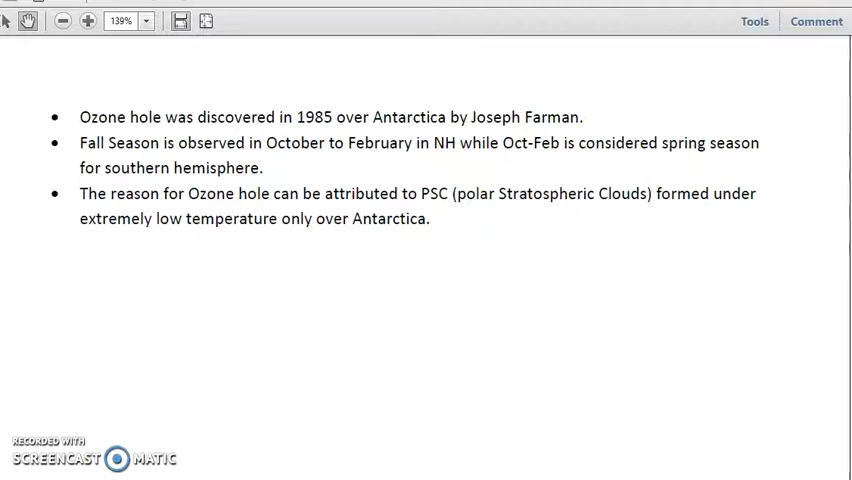 139%
Tools
Comment
• Ozone hole was discovered in 1985 over Antarctica by Joseph Farman.
• Fall Season is observed in October to February in NH while Oct-Feb is considered spring season
for southern hemisphere.
• The reason for Ozone hole can be attributed to PSC (polar Stratospheric Clouds) formed under
extremely low temperature only over Antarctica.
RECORDED WITH
SCREENCAST MATIC